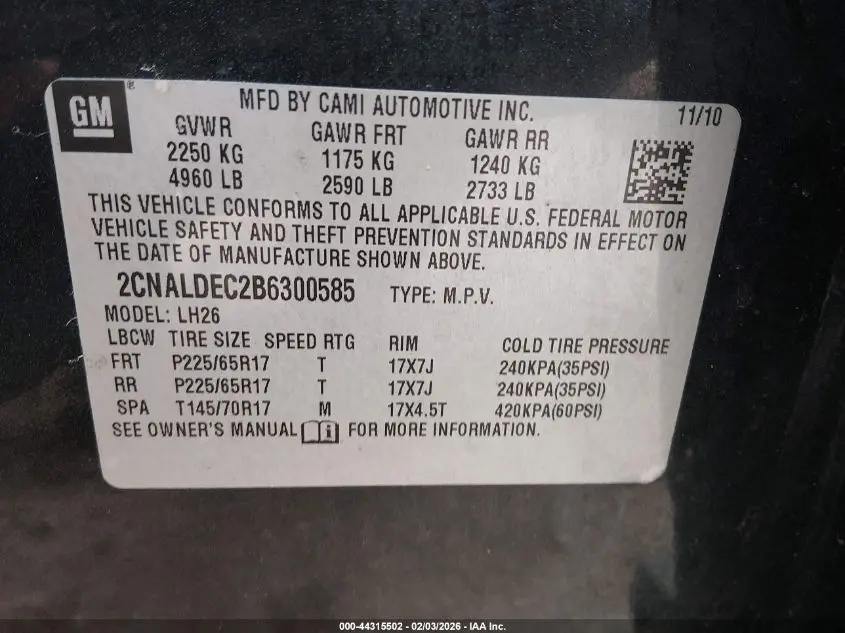 GM
MFD BY CAMI AUTOMOTIVE INC. 11/10
GVWR GAWR FRT GAWR RR
2250 KG 1175 KG 1240 KG
4960 LB 2590 LB 2733 LB
THIS VEHICLE CONFORMS TO ALL APPLICABLE U.S. FEDERAL MOTOR
VEHICLE SAFETY AND THEFT PREVENTION STANDARDS IN EFFECT ON
THE DATE OF MANUFACTURE SHOWN ABOVE.
2CNALDEC2B6300585 TYPE: M.P.V.
MODEL: LH26
LBCW TIRE SIZE SPEED RTG RIM COLD TIRE PRESSURE
FRT P225/65R17 T 17X7J 240KPA(35PSI)
RR P225/65R17 T 17X7J 240KPA(35PSI)
SPA T145/70R17 M 17X4.5T 420KPA(60PSI)
SEE OWNER'S MANUAL FOR MORE INFORMATION.
000-44315502 - 02/03/2026 - IAA Inc.